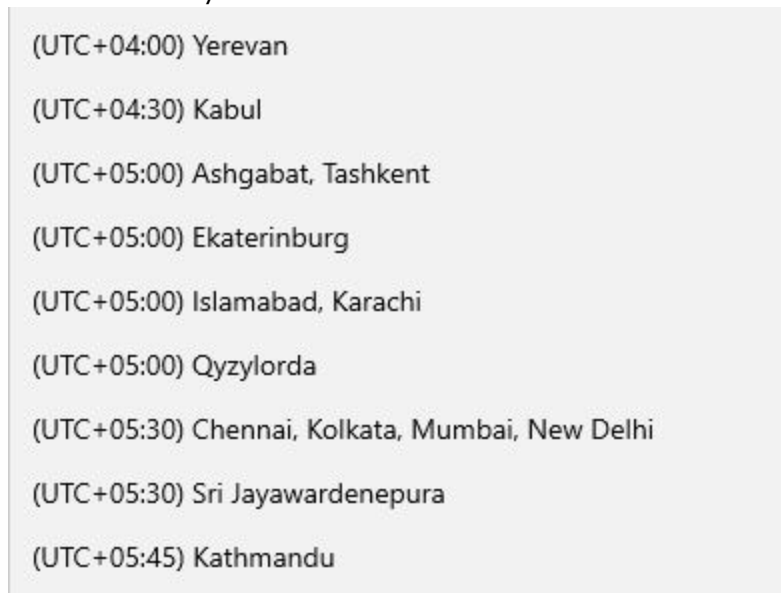 (UTC+04:00) Yerevan
(UTC+04:30) Kabul
(UTC+05:00) Ashgabat, Tashkent
(UTC+05:00) Ekaterinburg
(UTC+05:00) Islamabad, Karachi
(UTC+05:00) Qyzylorda
(UTC+05:30) Chennai, Kolkata, Mumbai, New Delhi
(UTC+05:30) Sri Jayawardenepura
(UTC+05:45) Kathmandu